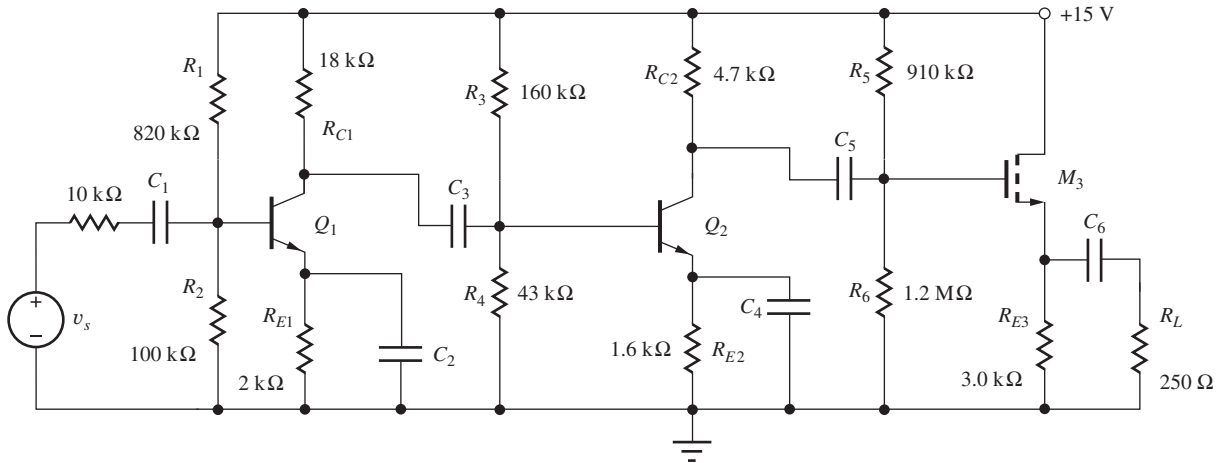 +15 V
R1
18 kΩ
RC1
820 kΩ
R3
160 kΩ
RC2
4.7 kΩ
R5
910 kΩ
10 kΩ
C1
Q1
C3
Q2
C5
M3
C6
+
–
vs
R2
100 kΩ
RE1
2 kΩ
C2
R4
43 kΩ
C4
1.6 kΩ
RE2
R6
1.2 MΩ
RE3
3.0 kΩ
RL
250 Ω